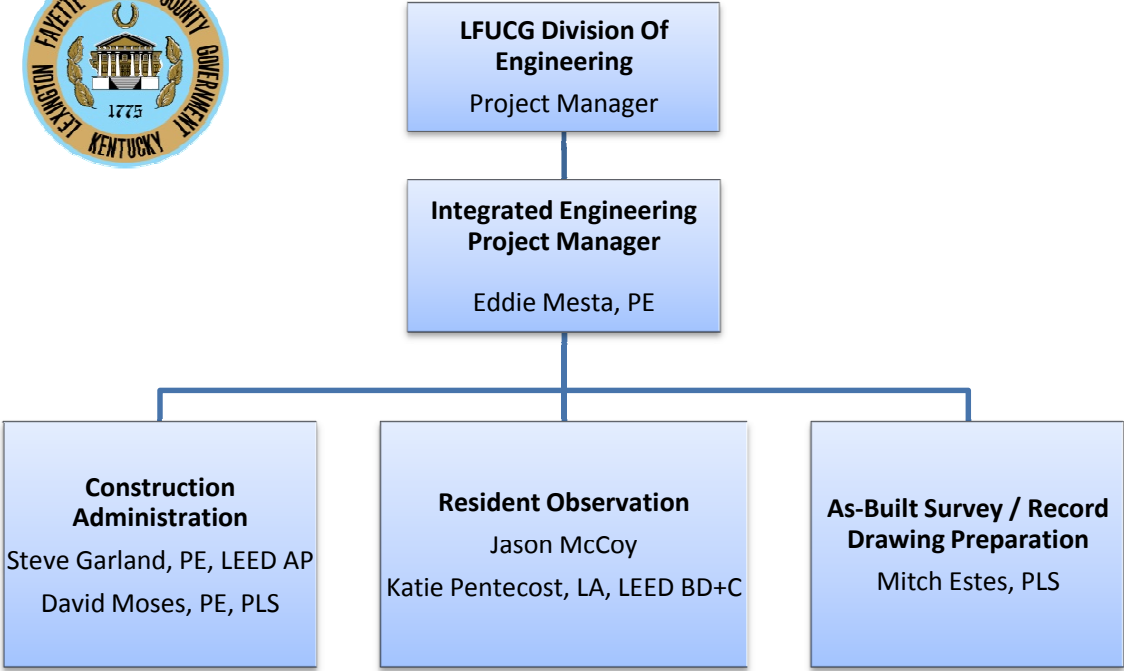 FAYETTE COUNTY GOVERNMENT
LEXINGTON
KENTUCKY
1775
LFUCG Division Of
Engineering
Project Manager
Integrated Engineering
Project Manager
Eddie Mesta, PE
Construction
Administration
Steve Garland, PE, LEED AP
David Moses, PE, PLS
Resident Observation
Jason McCoy
Katie Pentecost, LA, LEED BD+C
As-Built Survey / Record
Drawing Preparation
Mitch Estes, PLS